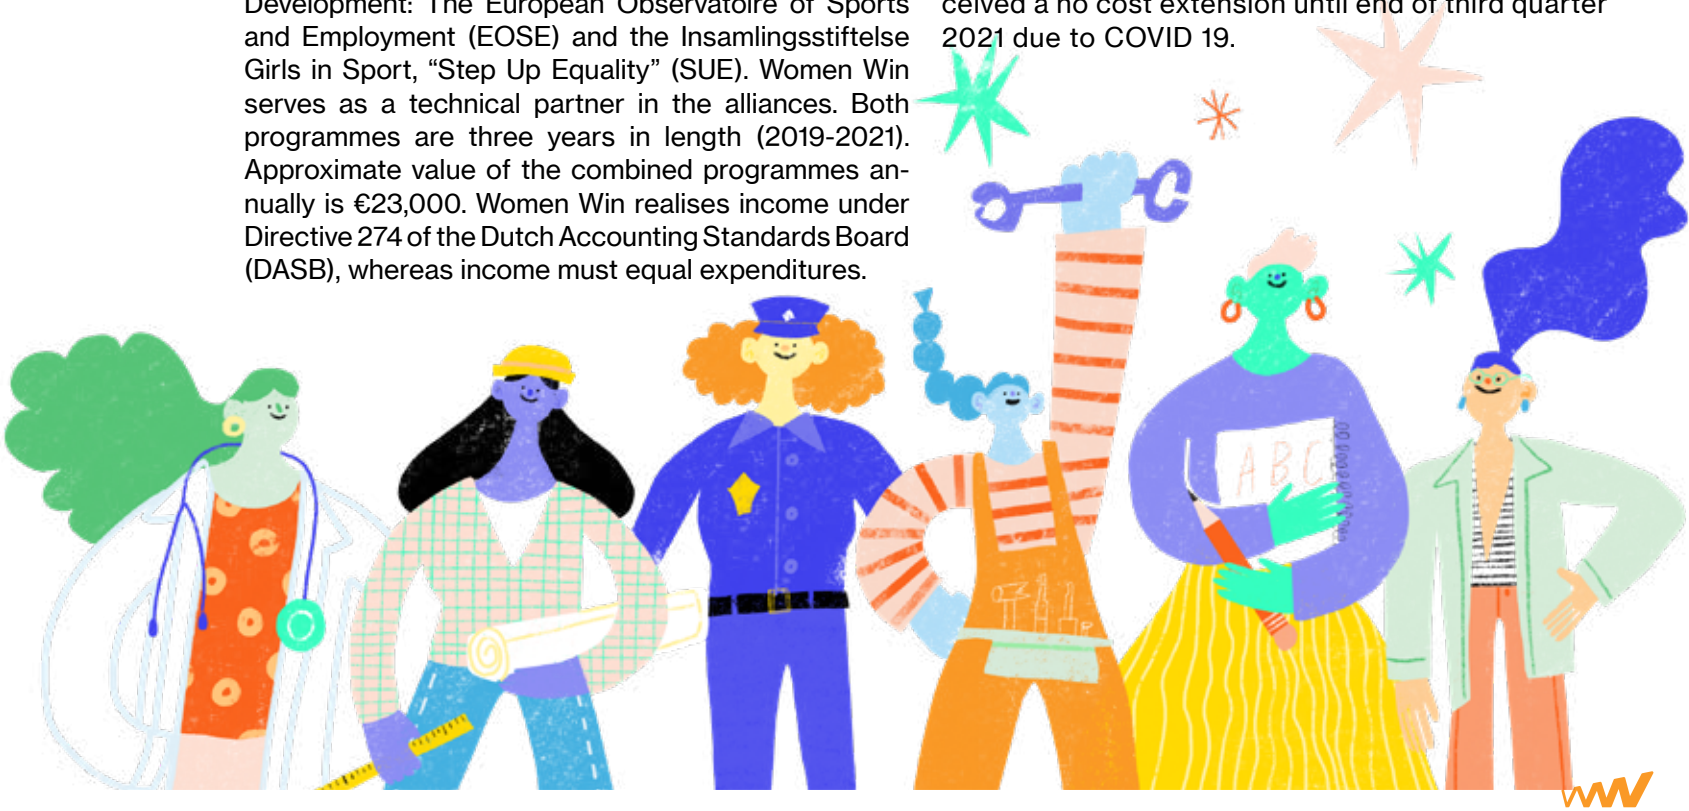 Development: The European Observatoire of Sports
and Employment (EOSE) and the Insamlingsstiftelse
Girls in Sport, “Step Up Equality” (SUE). Women Win
serves as a technical partner in the alliances. Both
programmes are three years in length (2019-2021).
Approximate value of the combined programmes an-
nually is €23,000. Women Win realises income under
Directive 274 of the Dutch Accounting Standards Board
(DASB), whereas income must equal expenditures.
ceived a no cost extension until end of third quarter
2021 due to COVID 19.
ABC